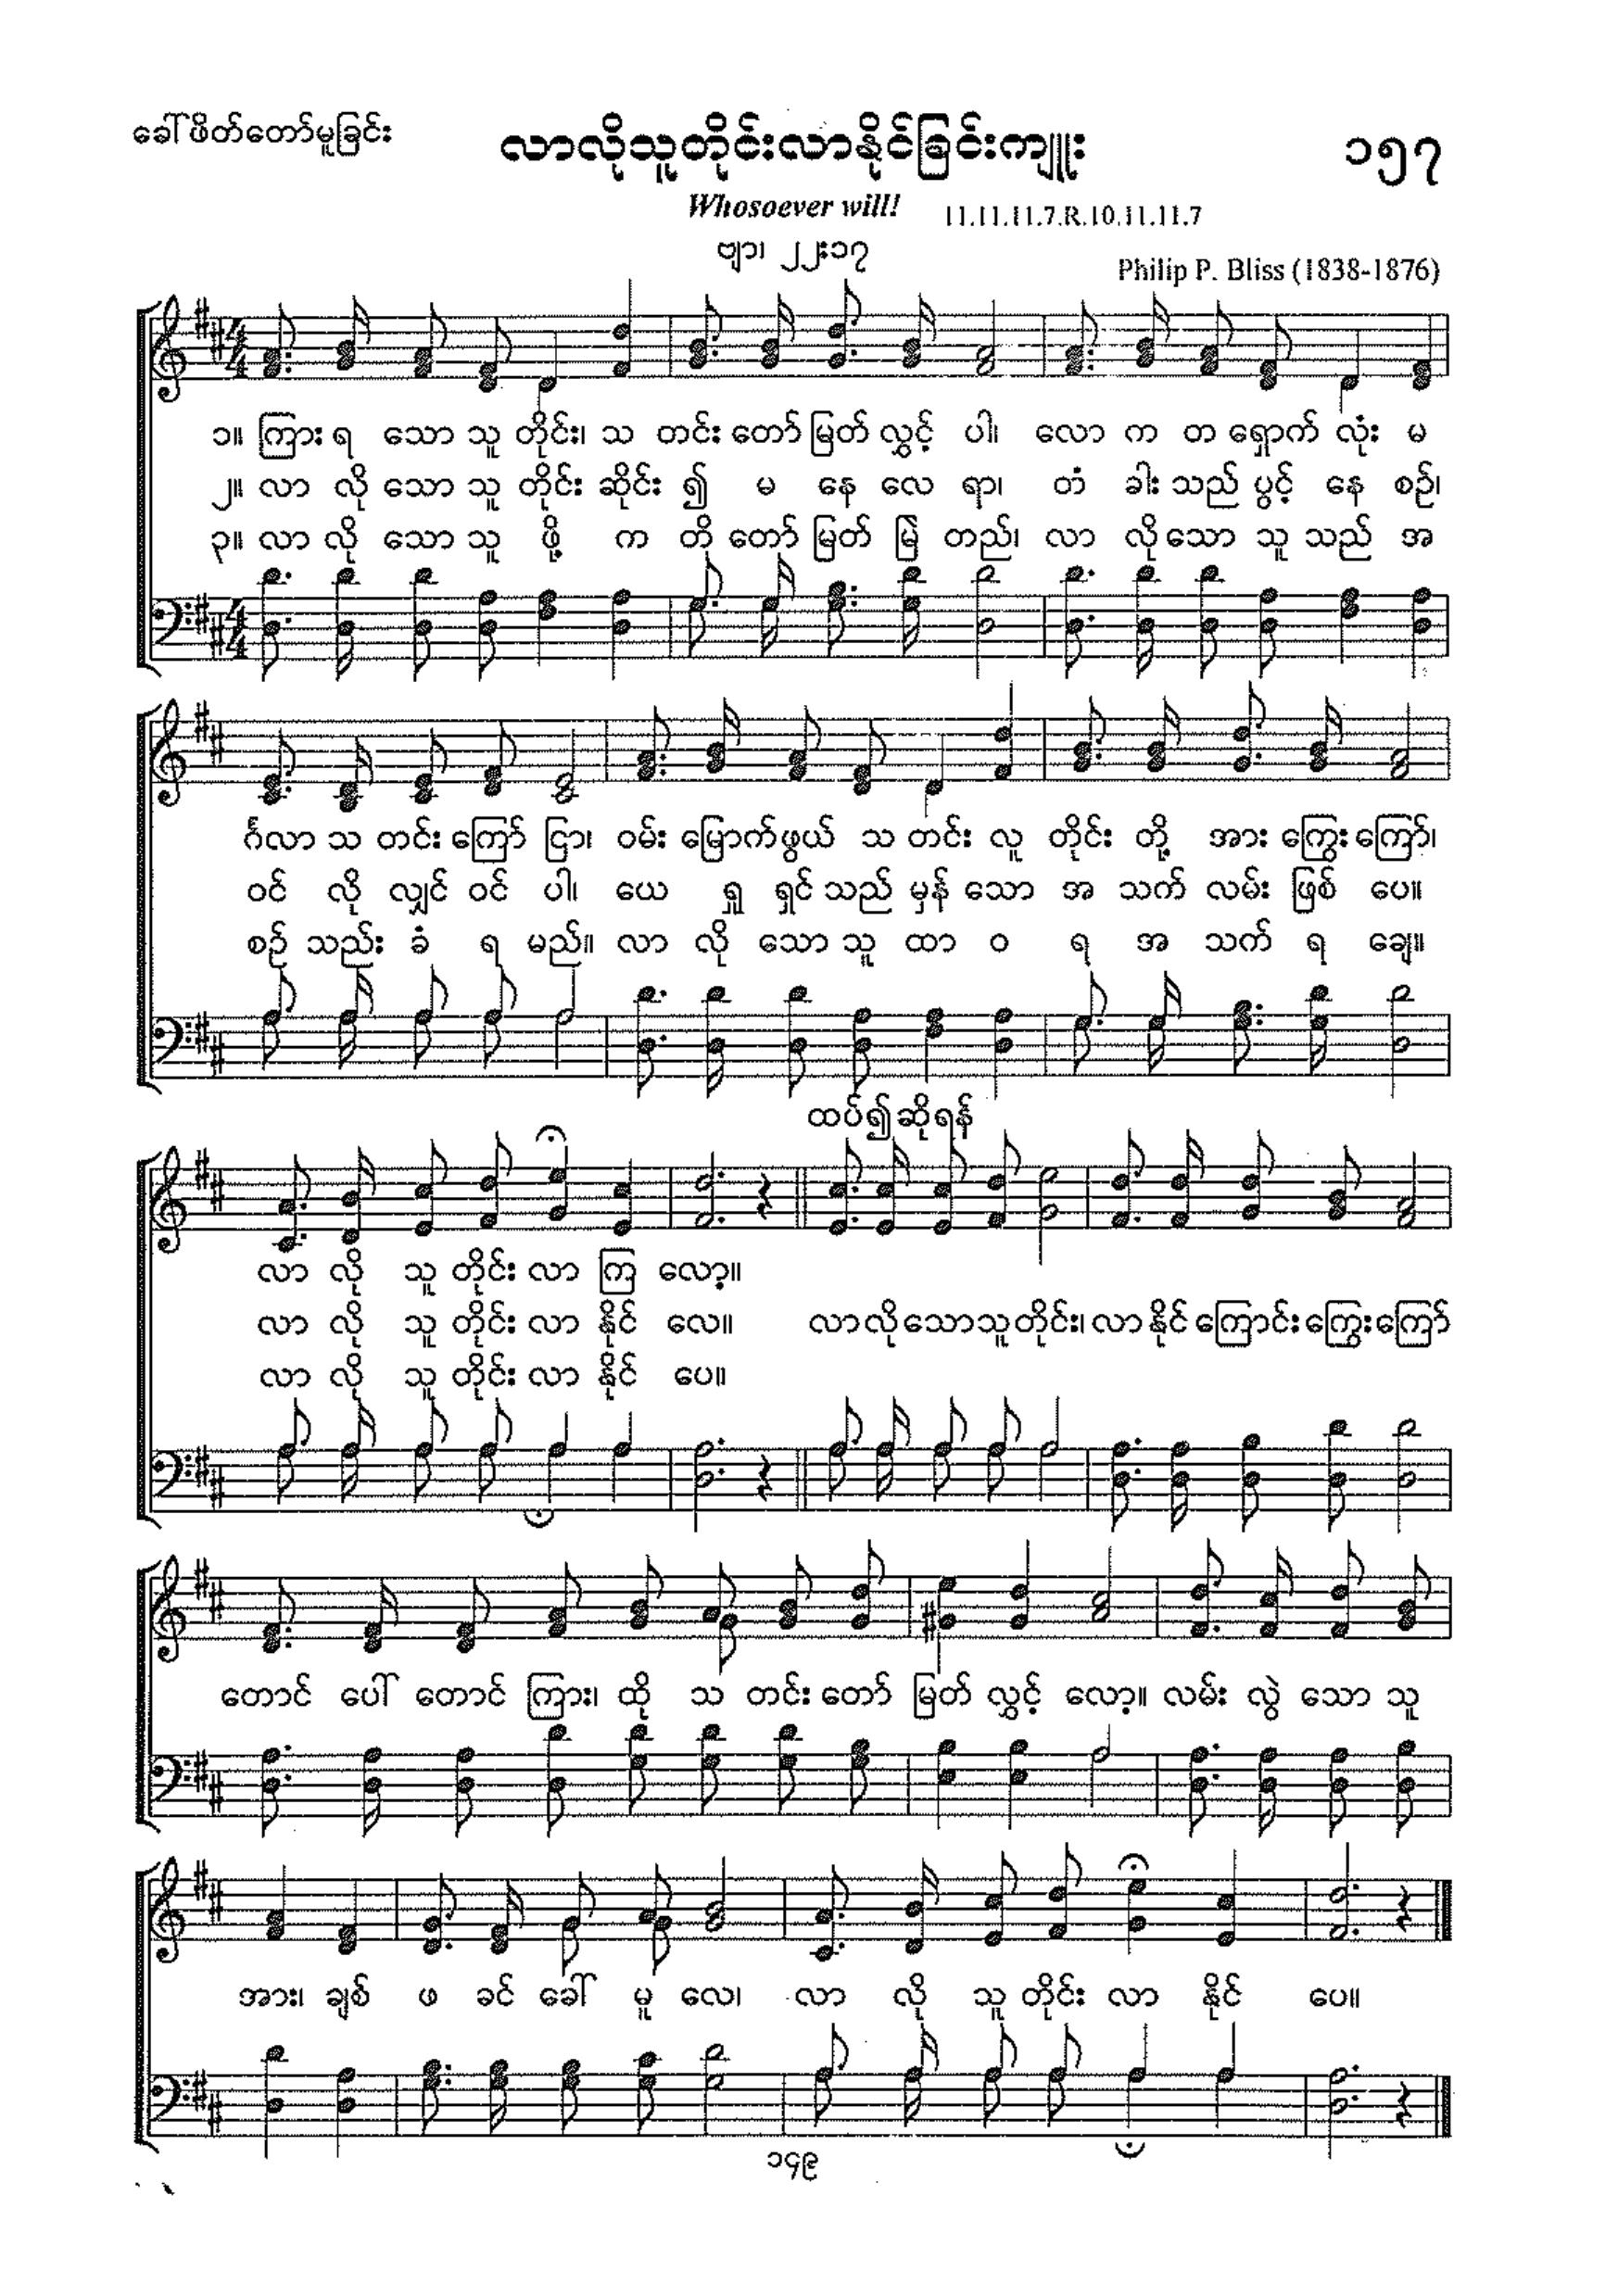 ခေါ်ဖိတ်တော်မူခြင်း
လာလိုသူတိုင်းလာနိုင်ခြင်းကျူး
၁၅၇
Whosoever will!
11.11.11.7.R.10.11.11.7
ဗျာ၊ ၂၂း၁၇
Philip P. Bliss (1838-1876)
၁။ ကြား ရ သော သူ တိုင်း၊ သ တင်း တော် မြတ် လွှင့် ပါ၊ လော က တ ရှောက် လုံး မ
၂။ လာ လို သော သူ တိုင်း ဆိုင်း ၍ မ နေ လေ ရာ၊ တံ ခါး သည် ပွင့် နေ စဉ်၊
၃။ လာ လို သော သူ ဖို့ က တိ တော် မြတ် မြဲ တည်၊ လာ လို သော သူ သည် အ
င်္ဂလာ သ တင်း ကြော် ငြာ၊ ဝမ်း မြောက် ဖွယ် သ တင်း လူ တိုင်း တို့ အား ကြွေး ကြော်၊
ဝင် လို လျှင် ဝင် ပါ၊ ယေ ရှု ရှင် သည် မှန် သော အ သက် လမ်း ဖြစ် ပေ။
စဉ် သည်း ခံ ရ မည်။ လာ လို သော သူ ထာ ဝ ရ အ သက် ရ ချေ။
ထပ်၍ဆိုရန်
လာ လို သူ တိုင်း လာ ကြ လော့။
လာ လို သူ တိုင်း လာ နိုင် လေ။ လာ လို သော သူ တိုင်း၊ လာ နိုင် ကြောင်း ကြွေး ကြော်
လာ လို သူ တိုင်း လာ နိုင် ပေ။
တောင် ပေါ် တောင် ကြား၊ ထို သ တင်း တော် မြတ် လွှင့် လော့။ လမ်း လွဲ သော သူ
အား၊ ချစ် ဖ ခင် ခေါ် မူ လေ၊ လာ လို သူ တိုင်း လာ နိုင် ပေ။
၁၄၉